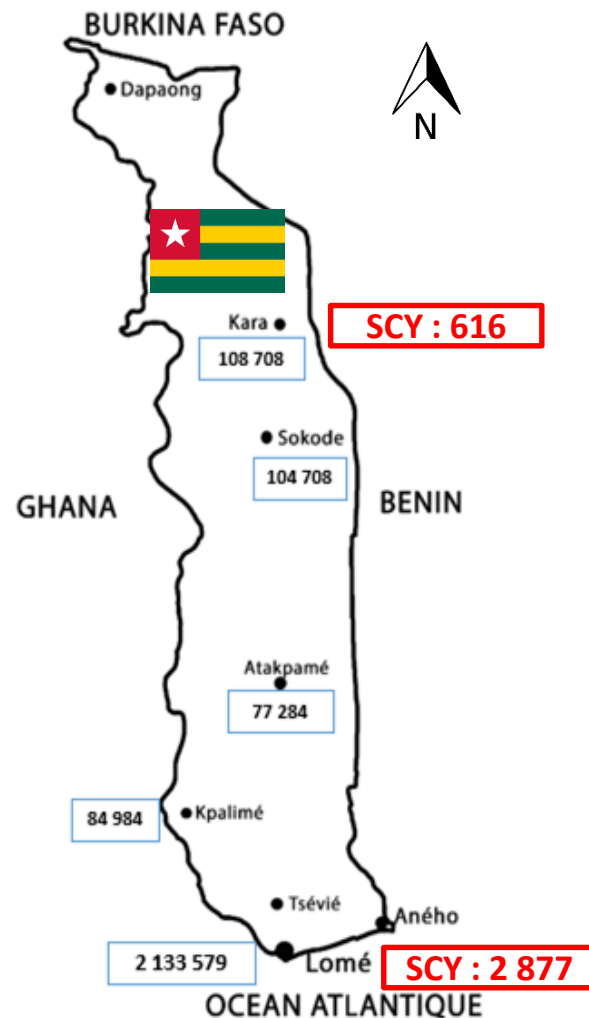 BURKINA FASO
Dapaong
N
Kara
SCY : 616
108 708
Sokode
104 708
GHANA
BENIN
Atakpamé
77 284
84 984
Kpalimé
Tsévié
Aného
2 133 579
Lomé
SCY : 2 877
OCEAN ATLANTIQUE